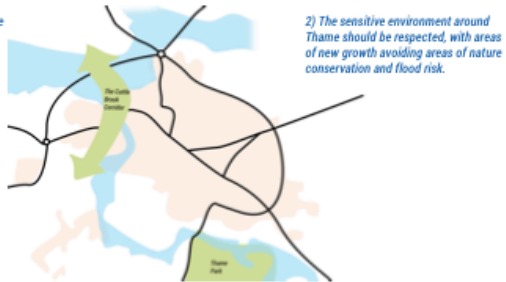 e
2) The sensitive environment around
Thame should be respected, with areas
of new growth avoiding areas of nature
conservation and flood risk.
The Cuttle
Brook
Corridor
Thame
Park